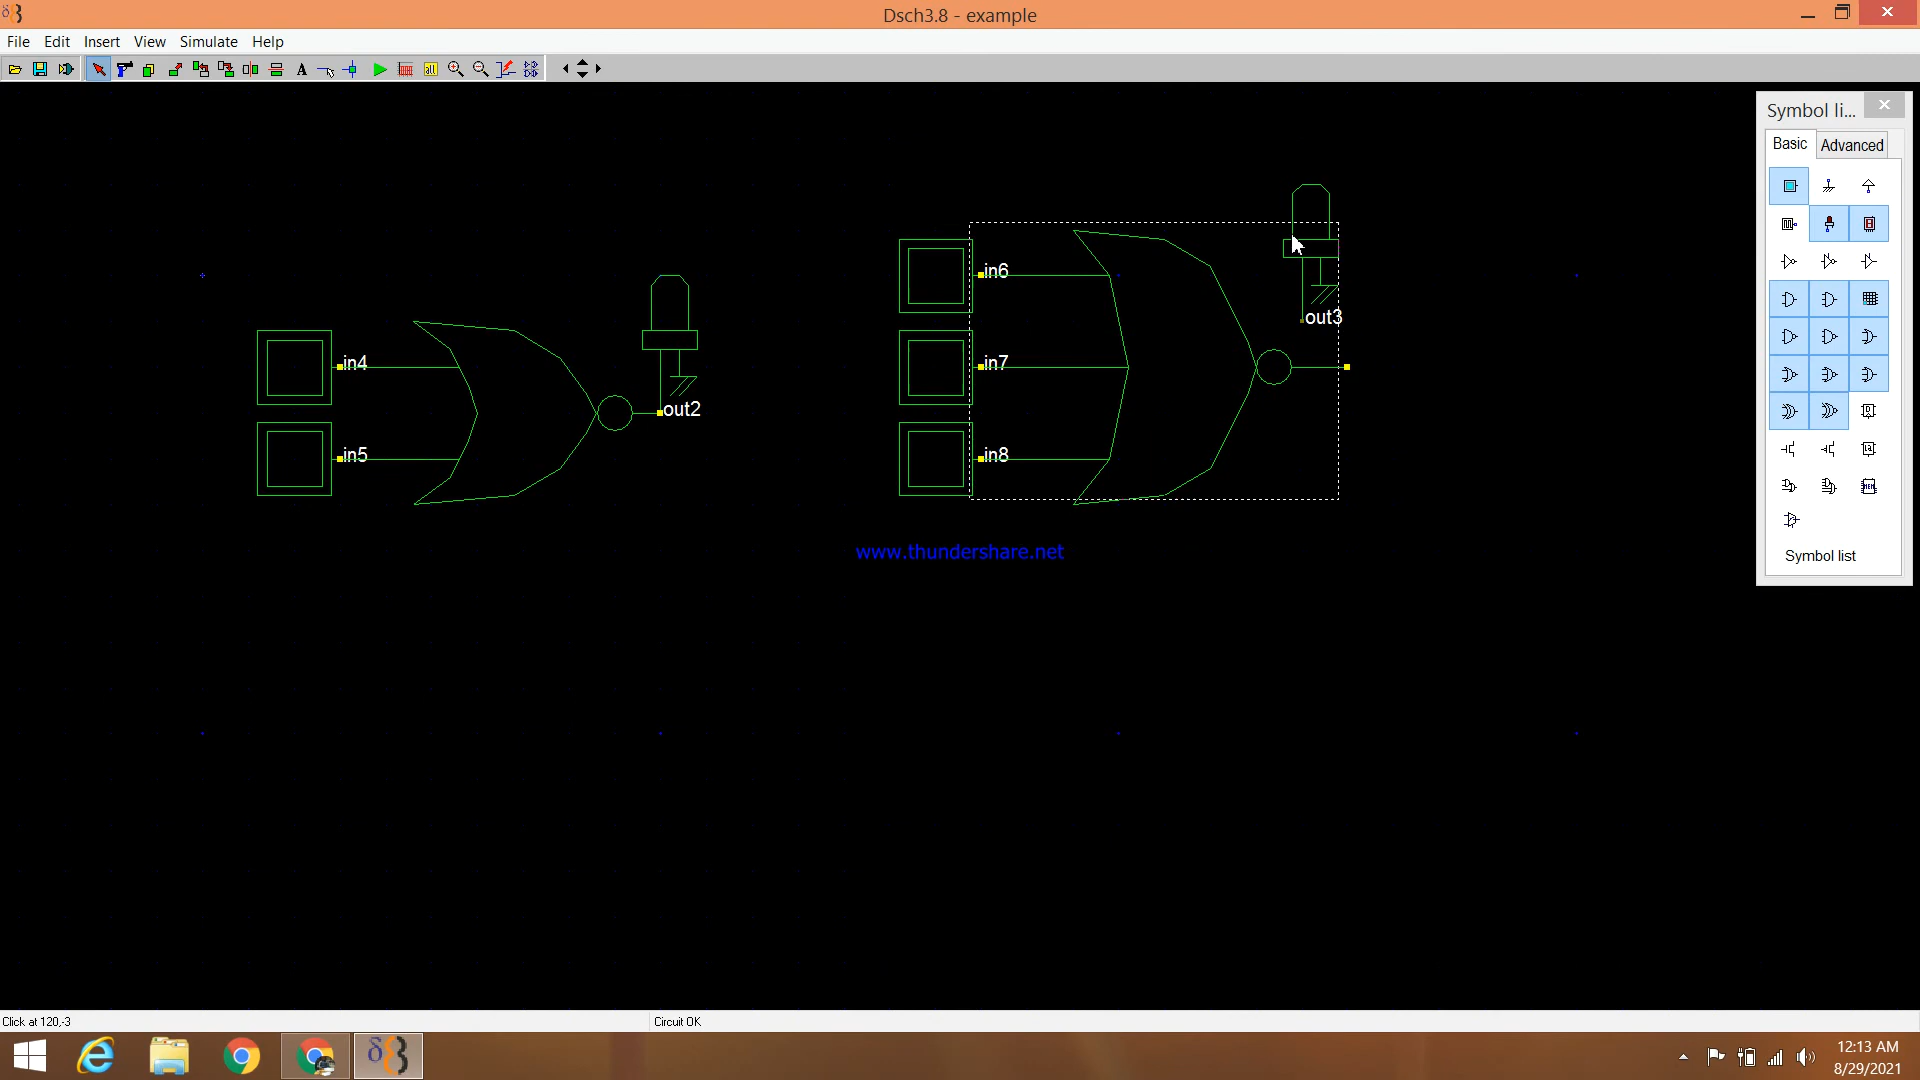 Dsch3.8 - example
File Edit Insert View Simulate Help
Symbol li...
Basic Advanced
in6
out3
in4
in7
out2
in5
in8
www.thundershare.net
Symbol list
Click at 120,-3
Circuit OK
12:13 AM
8/29/2021